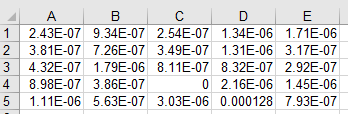 A B C D E
1 2.43E-07 9.34E-07 2.54E-07 1.34E-06 1.71E-06
2 3.81E-07 7.26E-07 3.49E-07 1.31E-06 3.17E-07
3 4.32E-07 1.79E-06 8.11E-07 8.32E-07 2.92E-07
4 8.98E-07 3.86E-07 0 2.16E-06 1.45E-06
5 1.11E-06 5.63E-07 3.03E-06 0.000128 7.93E-07